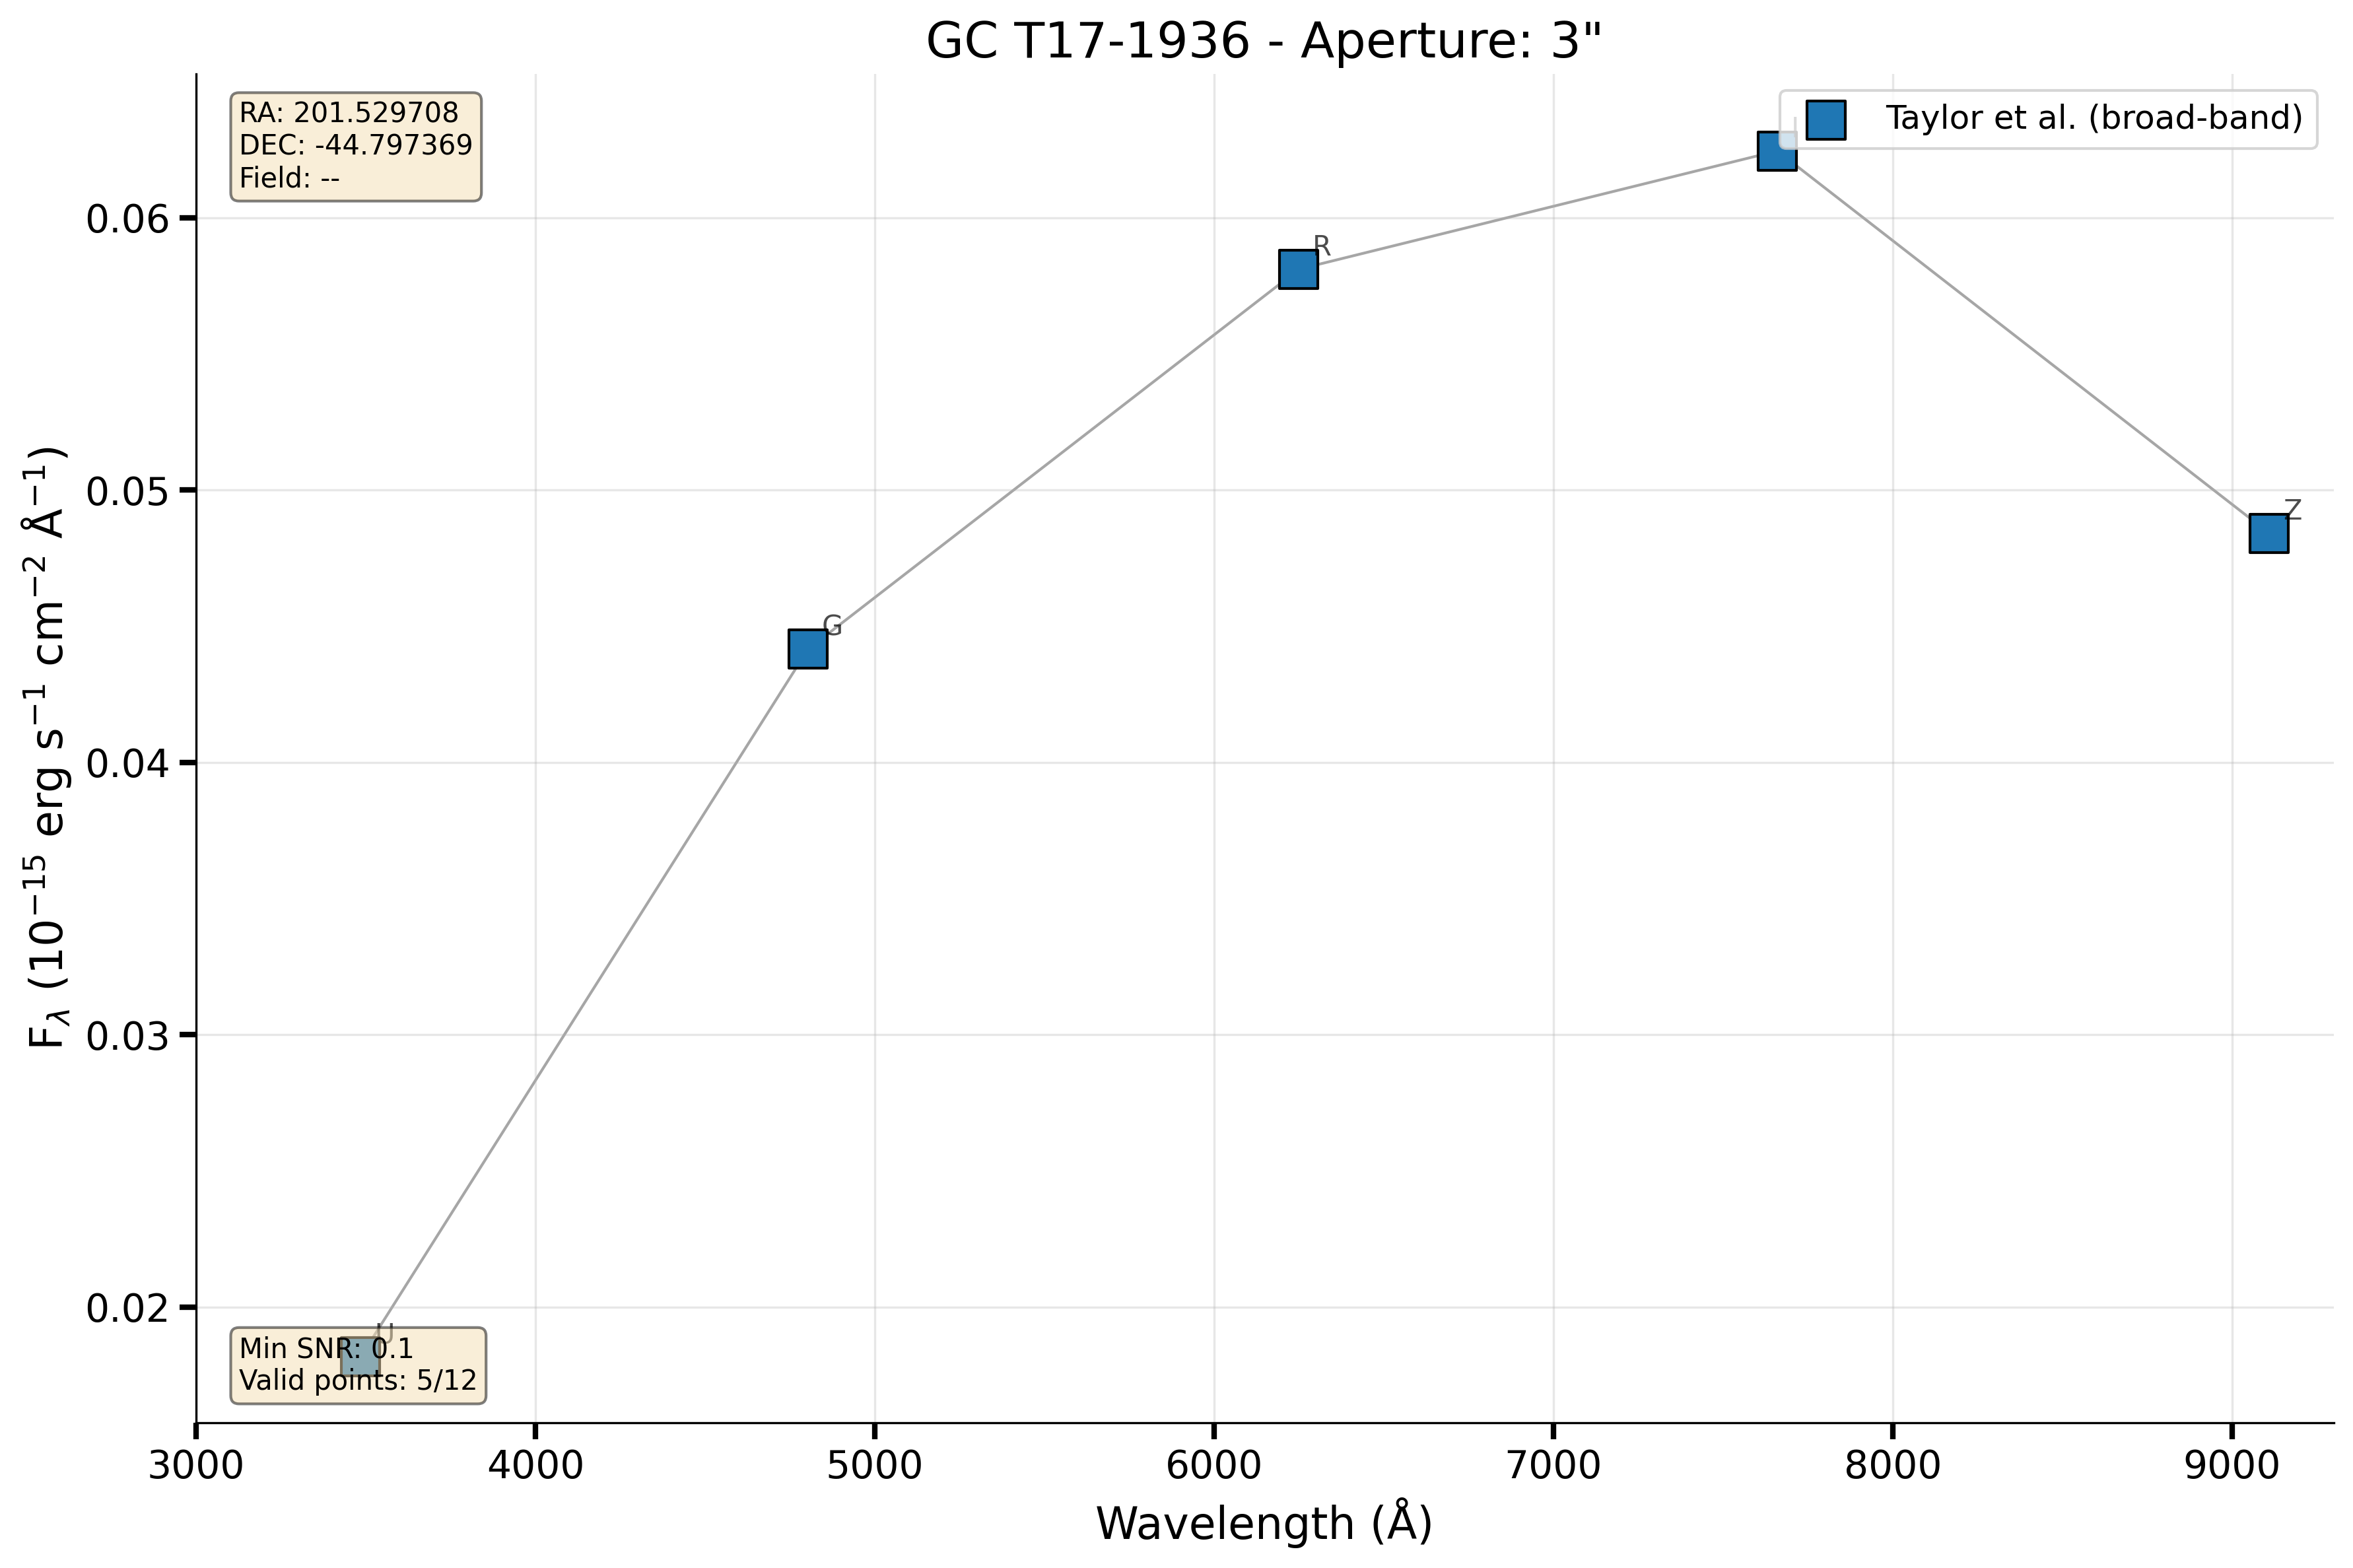 GC T17-1936 - Aperture: 3"
RA: 201.529708
DEC: -44.797369
Field: --
Taylor et al. (broad-band)
I
R
G
Z
U
Min SNR: 0.1
Valid points: 5/12
0.06
0.05
0.04
0.03
0.02
F_λ (10⁻¹⁵ erg s⁻¹ cm⁻² Å⁻¹)
3000 4000 5000 6000 7000 8000 9000
Wavelength (Å)